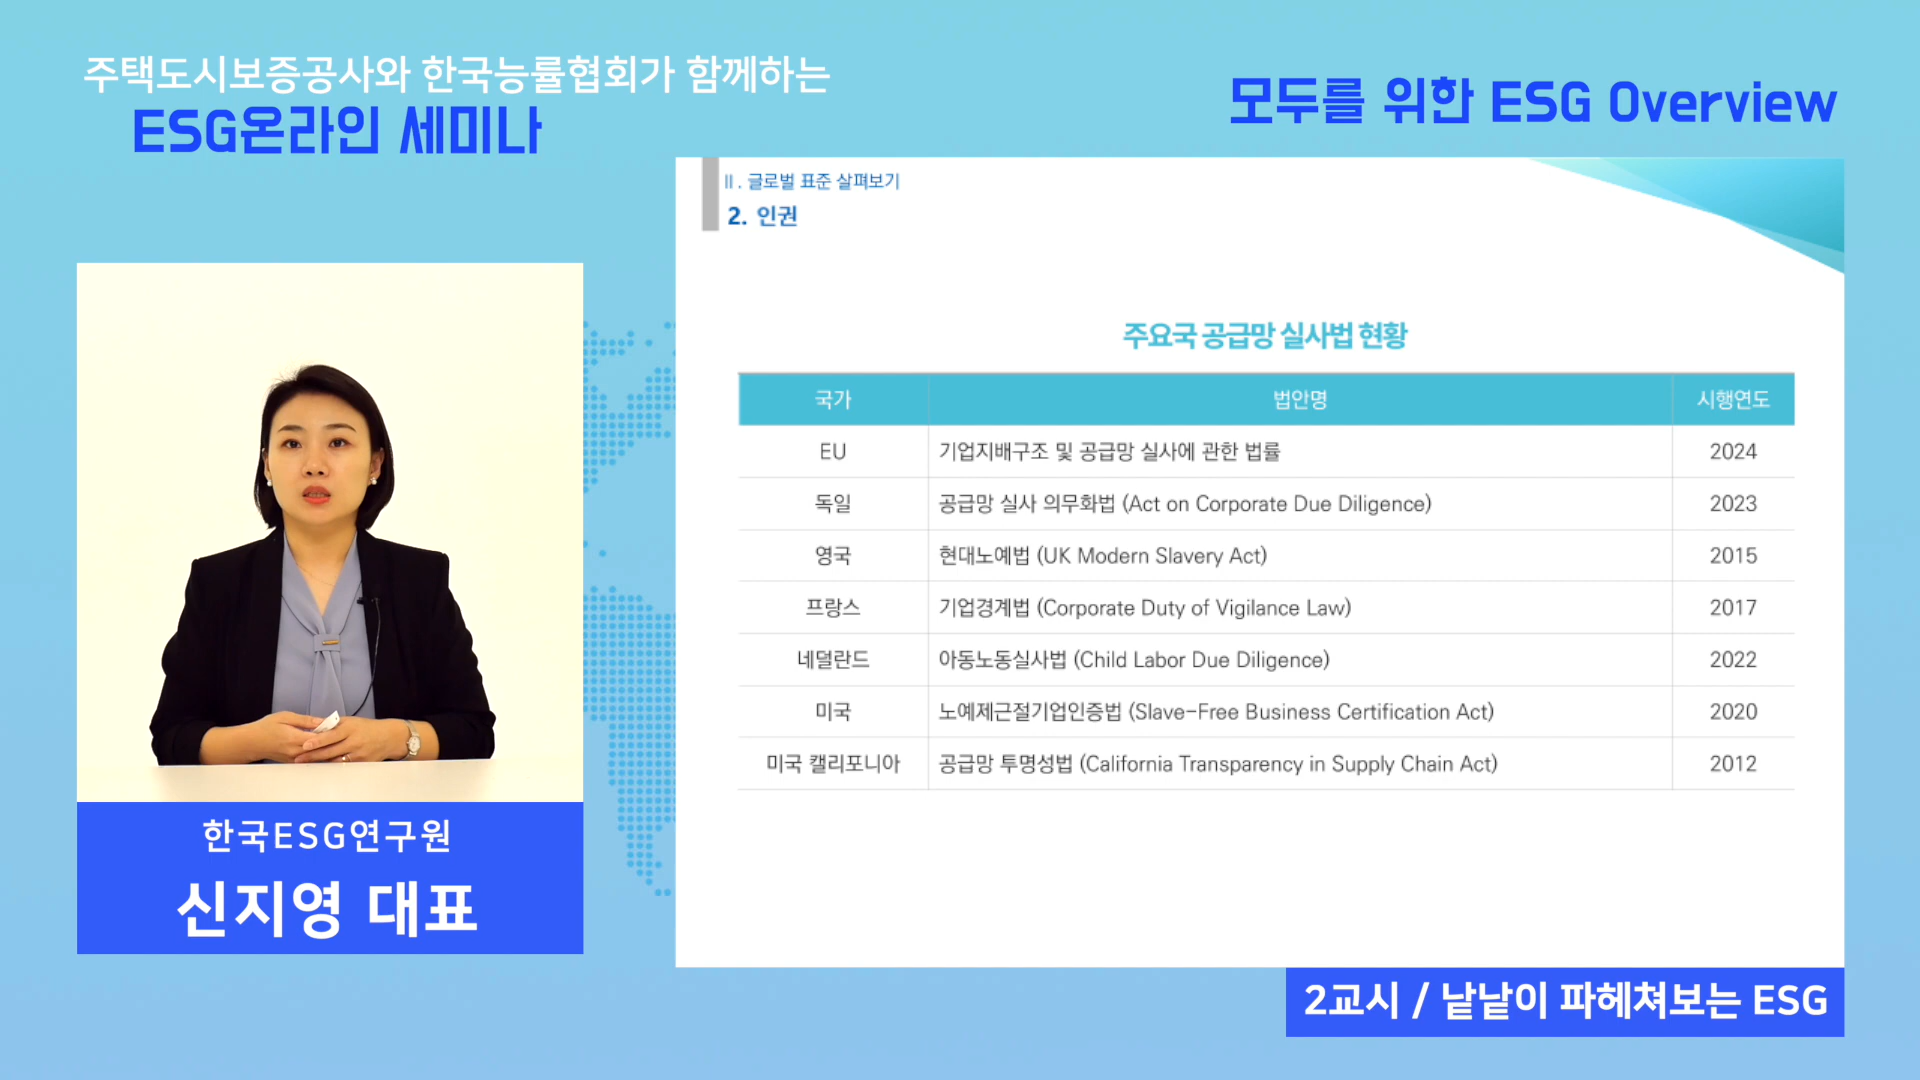 주택도시보증공사와 한국능률협회가 함께하는
ESG온라인 세미나
모두를 위한 ESG Overview
Ⅱ. 글로벌 표준 살펴보기
2. 인권
주요국 공급망 실사법 현황
국가 법안명 시행연도
EU 기업지배구조 및 공급망 실사에 관한 법률 2024
독일 공급망 실사 의무화법 (Act on Corporate Due Diligence) 2023
영국 현대노예법 (UK Modern Slavery Act) 2015
프랑스 기업경계법 (Corporate Duty of Vigilance Law) 2017
네덜란드 아동노동실사법 (Child Labor Due Diligence) 2022
미국 노예제근절기업인증법 (Slave-Free Business Certification Act) 2020
미국 캘리포니아 공급망 투명성법 (California Transparency in Supply Chain Act) 2012
한국ESG연구원
신지영 대표
2교시 / 낱낱이 파헤쳐보는 ESG